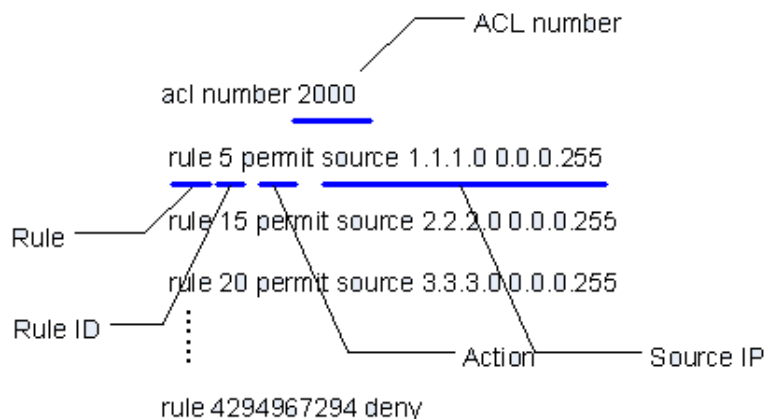 ACL number
acl number 2000
rule 5 permit source 1.1.1.0 0.0.0.255
rule 15 permit source 2.2.2.0 0.0.0.255
Rule
rule 20 permit source 3.3.3.0 0.0.0.255
Rule ID
Action
Source IP
rule 4294967294 deny